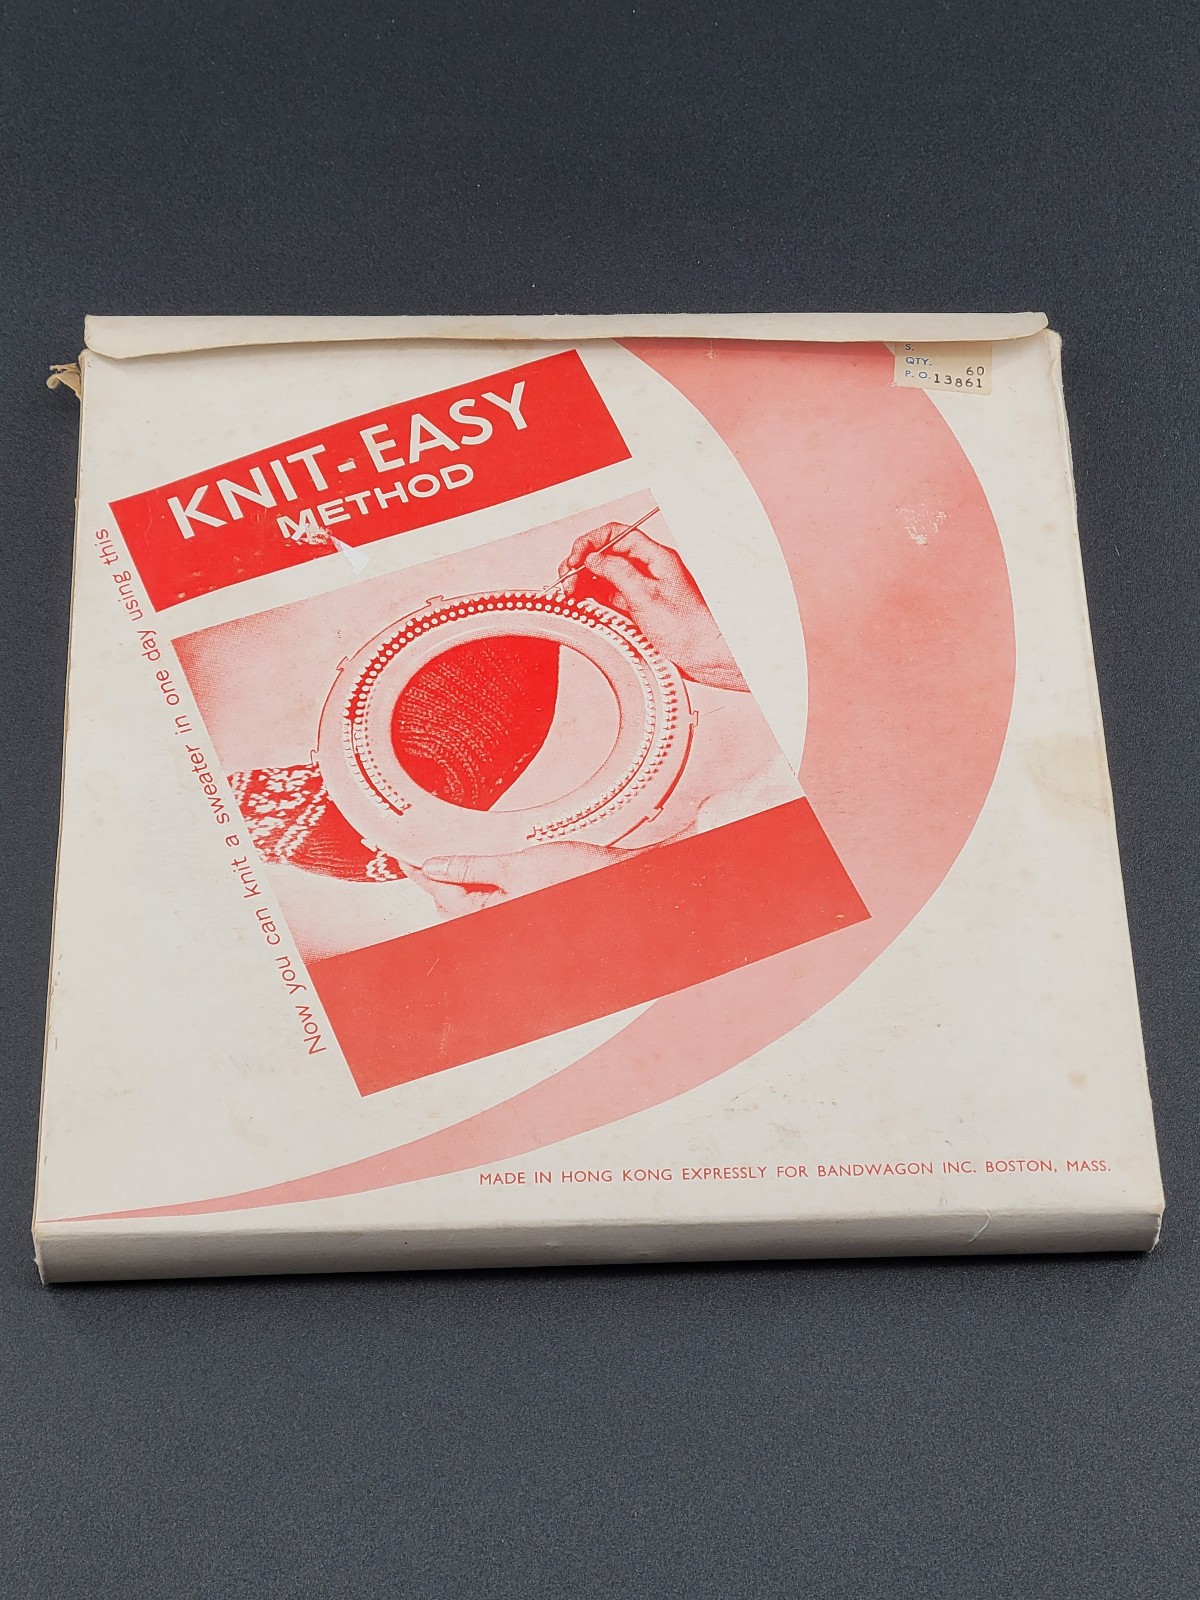 S.
QTY. 60
P. O. 13861
KNIT-EASY
METHOD
Now you can knit a sweater in one day using this
MADE IN HONG KONG EXPRESSLY FOR BANDWAGON INC. BOSTON, MASS.